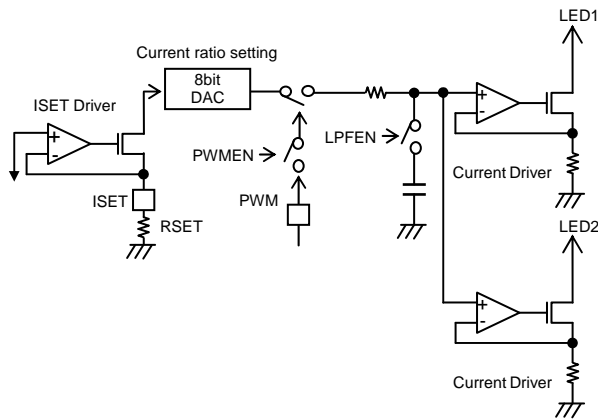 LED1
Current ratio setting
8bit
DAC
ISET Driver
+
-
+
-
PWMEN
LPFEN
Current Driver
ISET
PWM
RSET
LED2
+
-
Current Driver